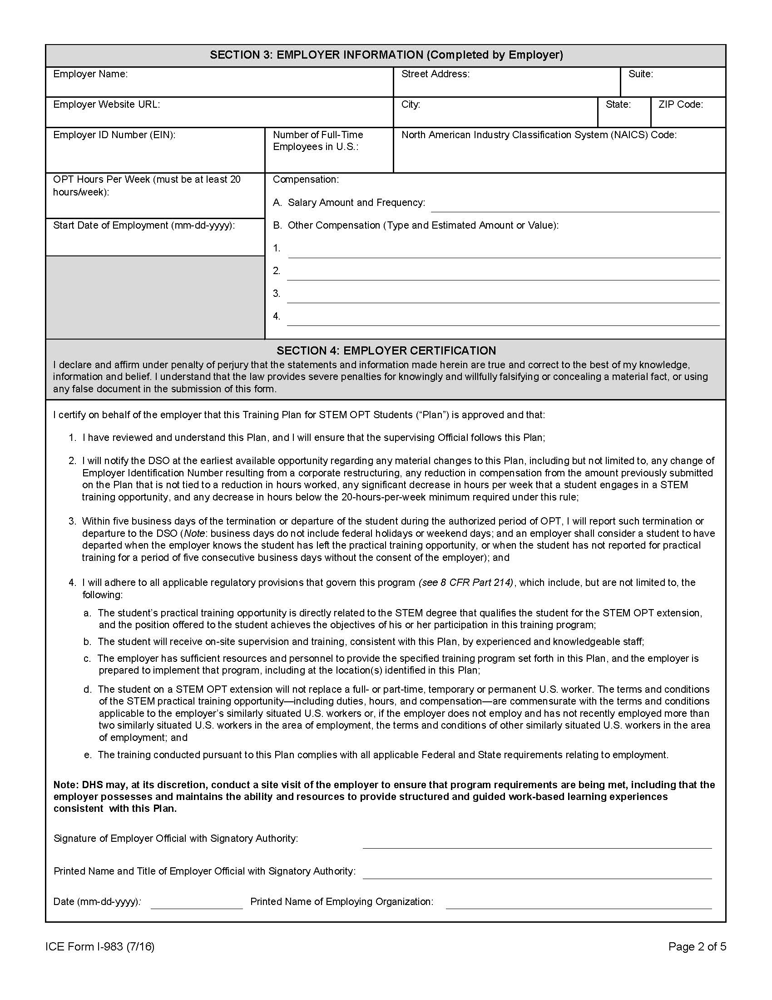 SECTION 3: EMPLOYER INFORMATION (Completed by Employer)
Employer Name:
Street Address:
Suite:
Employer Website URL:
City:
State:
ZIP Code:
Employer ID Number (EIN):
Number of Full-Time
Employees in U.S.:
North American Industry Classification System (NAICS) Code:
OPT Hours Per Week (must be at least 20
hours/week):
Start Date of Employment (mm-dd-yyyy):
Compensation:
A. Salary Amount and Frequency:
B. Other Compensation (Type and Estimated Amount or Value):
1.
2.
3.
4.
SECTION 4: EMPLOYER CERTIFICATION
I declare and affirm under penalty of perjury that the statements and information made herein are true and correct to the best of my knowledge,
information and belief. I understand that the law provides severe penalties for knowingly and willfully falsifying or concealing a material fact, or using
any false document in the submission of this form.
I certify on behalf of the employer that this Training Plan for STEM OPT Students (“Plan”) is approved and that:
1. I have reviewed and understand this Plan, and I will ensure that the supervising Official follows this Plan;
2. I will notify the DSO at the earliest available opportunity regarding any material changes to this Plan, including but not limited to, any change of
Employer Identification Number resulting from a corporate restructuring, any reduction in compensation from the amount previously submitted
on the Plan that is not tied to a reduction in hours worked, any significant decrease in hours per week that a student engages in a STEM
training opportunity, and any decrease in hours below the 20-hours-per-week minimum required under this rule;
3. Within five business days of the termination or departure of the student during the authorized period of OPT, I will report such termination or
departure to the DSO (Note: business days do not include federal holidays or weekend days; and an employer shall consider a student to have
departed when the employer knows the student has left the practical training opportunity, or when the student has not reported for practical
training for a period of five consecutive business days without the consent of the employer); and
4. I will adhere to all applicable regulatory provisions that govern this program (see 8 CFR Part 214), which include, but are not limited to, the
following:
a. The student’s practical training opportunity is directly related to the STEM degree that qualifies the student for the STEM OPT extension,
and the position offered to the student achieves the objectives of his or her participation in this training program;
b. The student will receive on-site supervision and training, consistent with this Plan, by experienced and knowledgeable staff;
c. The employer has sufficient resources and personnel to provide the specified training program set forth in this Plan, and the employer is
prepared to implement that program, including at the location(s) identified in this Plan;
d. The student on a STEM OPT extension will not replace a full- or part-time, temporary or permanent U.S. worker. The terms and conditions
of the STEM practical training opportunity—including duties, hours, and compensation—are commensurate with the terms and conditions
applicable to the employer’s similarly situated U.S. workers or, if the employer does not employ and has not recently employed more than
two similarly situated U.S. workers in the area of employment, the terms and conditions of other similarly situated U.S. workers in the area
of employment; and
e. The training conducted pursuant to this Plan complies with all applicable Federal and State requirements relating to employment.
Note: DHS may, at its discretion, conduct a site visit of the employer to ensure that program requirements are being met, including that the
employer possesses and maintains the ability and resources to provide structured and guided work-based learning experiences
consistent with this Plan.
Signature of Employer Official with Signatory Authority:
Printed Name and Title of Employer Official with Signatory Authority:
Date (mm-dd-yyyy):
Printed Name of Employing Organization:
ICE Form I-983 (7/16)
Page 2 of 5